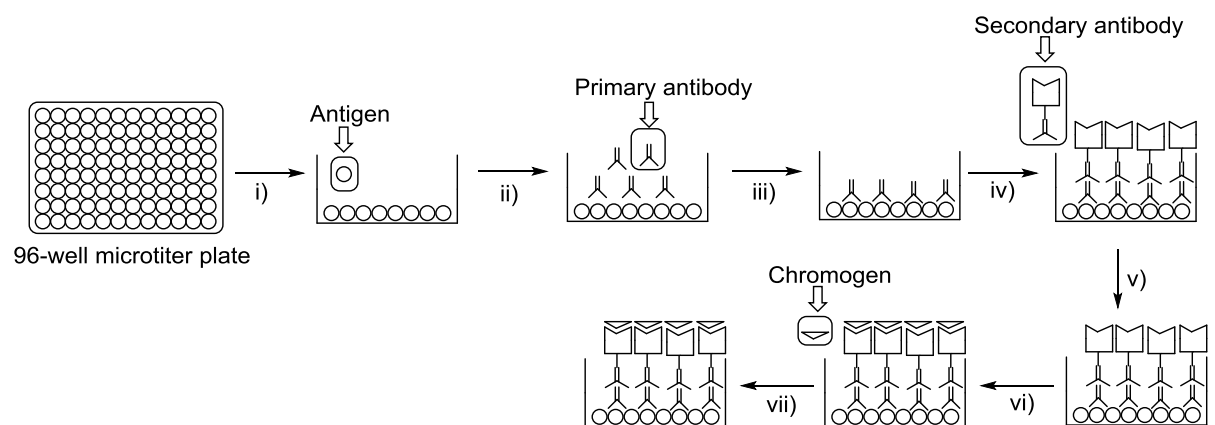 Secondary antibody
Primary antibody
Antigen
i)
ii)
iii)
iv)
96-well microtiter plate
v)
Chromogen
vii)
vi)